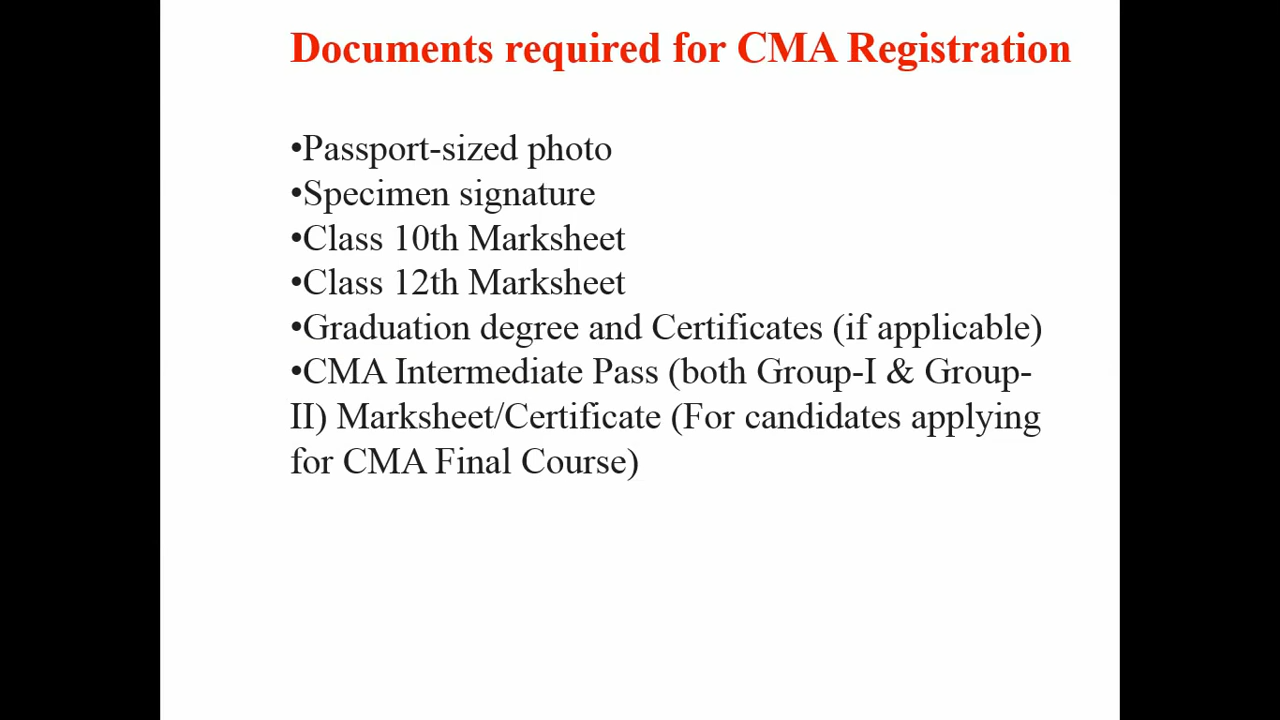 Documents required for CMA Registration
•Passport-sized photo
•Specimen signature
•Class 10th Marksheet
•Class 12th Marksheet
•Graduation degree and Certificates (if applicable)
•CMA Intermediate Pass (both Group-I & Group-
II) Marksheet/Certificate (For candidates applying
for CMA Final Course)